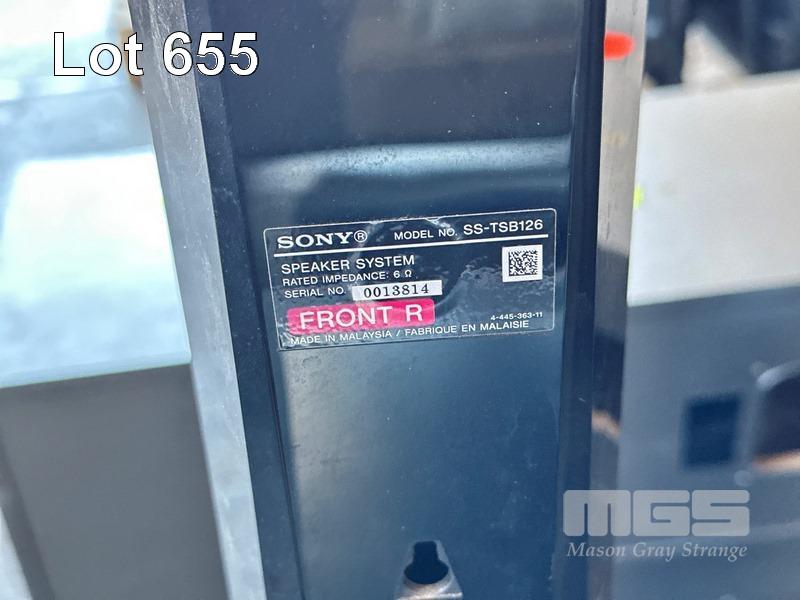 Lot 655
SONY® MODEL NO. SS-TSB126
SPEAKER SYSTEM
RATED IMPEDANCE: 6 Ω
SERIAL NO. 0013814
FRONT R
4-445-363-11
MADE IN MALAYSIA / FABRIQUE EN MALAISIE
MGS
Mason Gray Strange